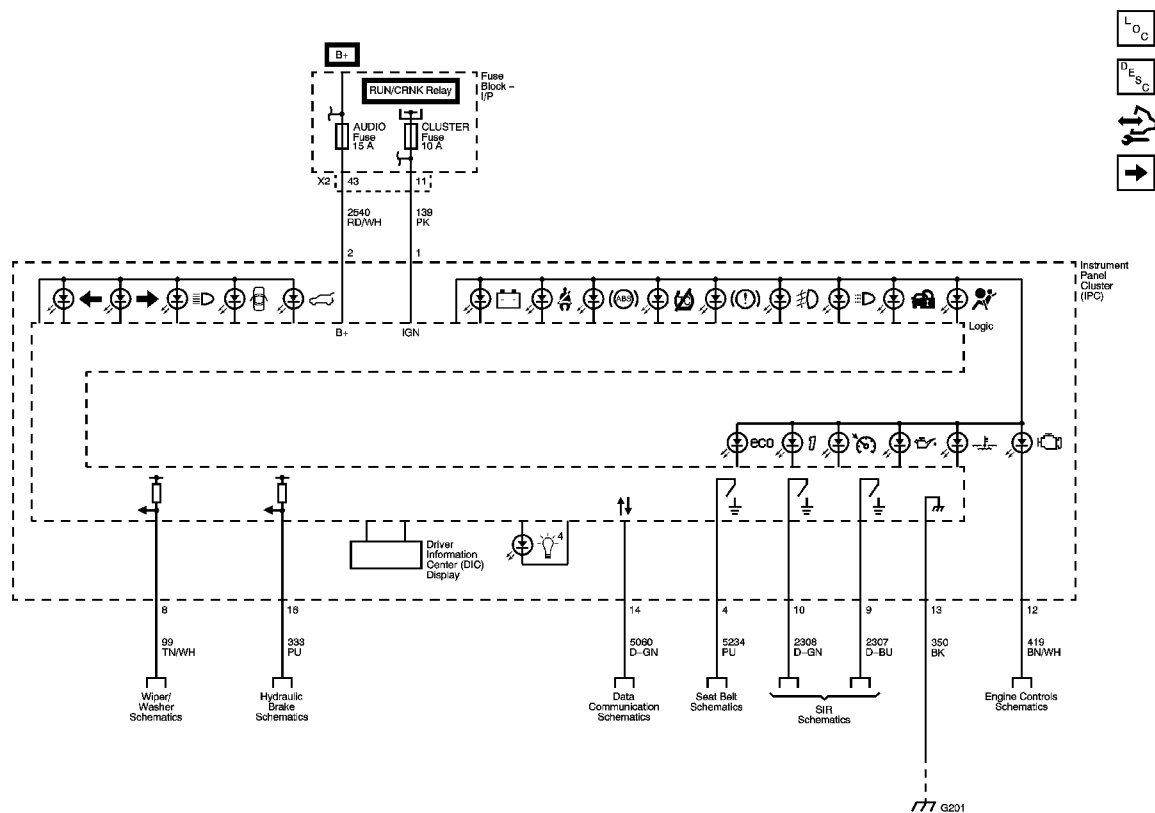 LOC
B+
DESC
Fuse
Block –
I/P
RUN/CRNK Relay
AUDIO
Fuse
15 A
CLUSTER
Fuse
10 A
X2
43
11
2540
RD/WH
139
PK
2
1
Instrument
Panel
Cluster
(IPC)
ABS
B+
IGN
Logic
eco
Driver
Information
Center (DIC)
Display
4
8
16
14
4
10
9
13
12
99
TN/WH
333
PU
5060
D-GN
5234
PU
2308
D-GN
2307
D-BU
350
BK
419
BN/WH
Wiper/
Washer
Schematics
Hydraulic
Brake
Schematics
Data
Communication
Schematics
Seat Belt
Schematics
SIR
Schematics
Engine Controls
Schematics
G201